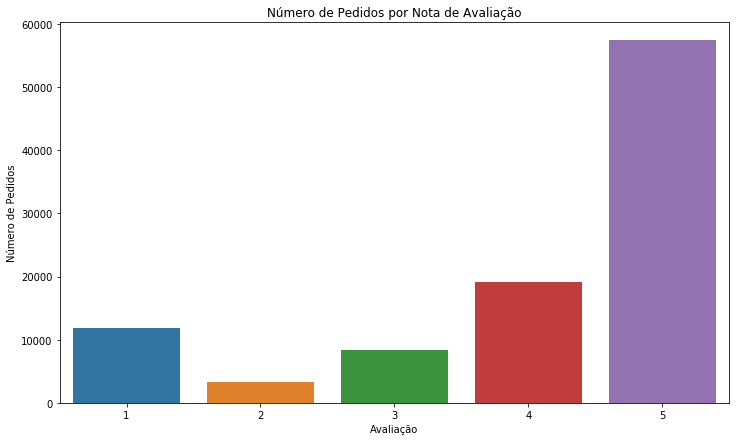 Número de Pedidos por Nota de Avaliação
60000
50000
40000
30000
20000
10000
0
Número de Pedidos
1 2 3 4 5
Avaliação